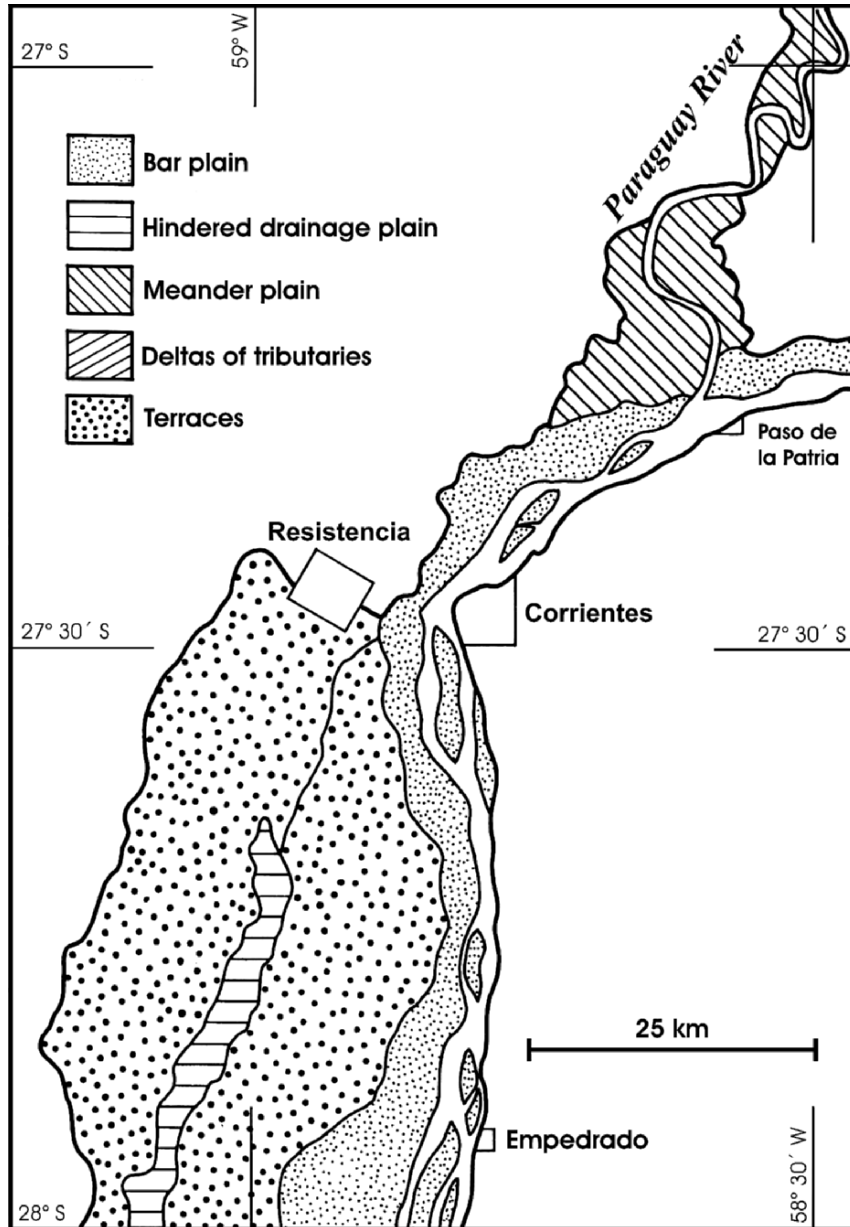 27° S
59° W
Paraguay River
Bar plain
Hindered drainage plain
Meander plain
Deltas of tributaries
Terraces
Paso de
la Patria
Resistencia
Corrientes
27° 30´ S
27° 30´ S
25 km
Empedrado
28° S
58° 30´ W